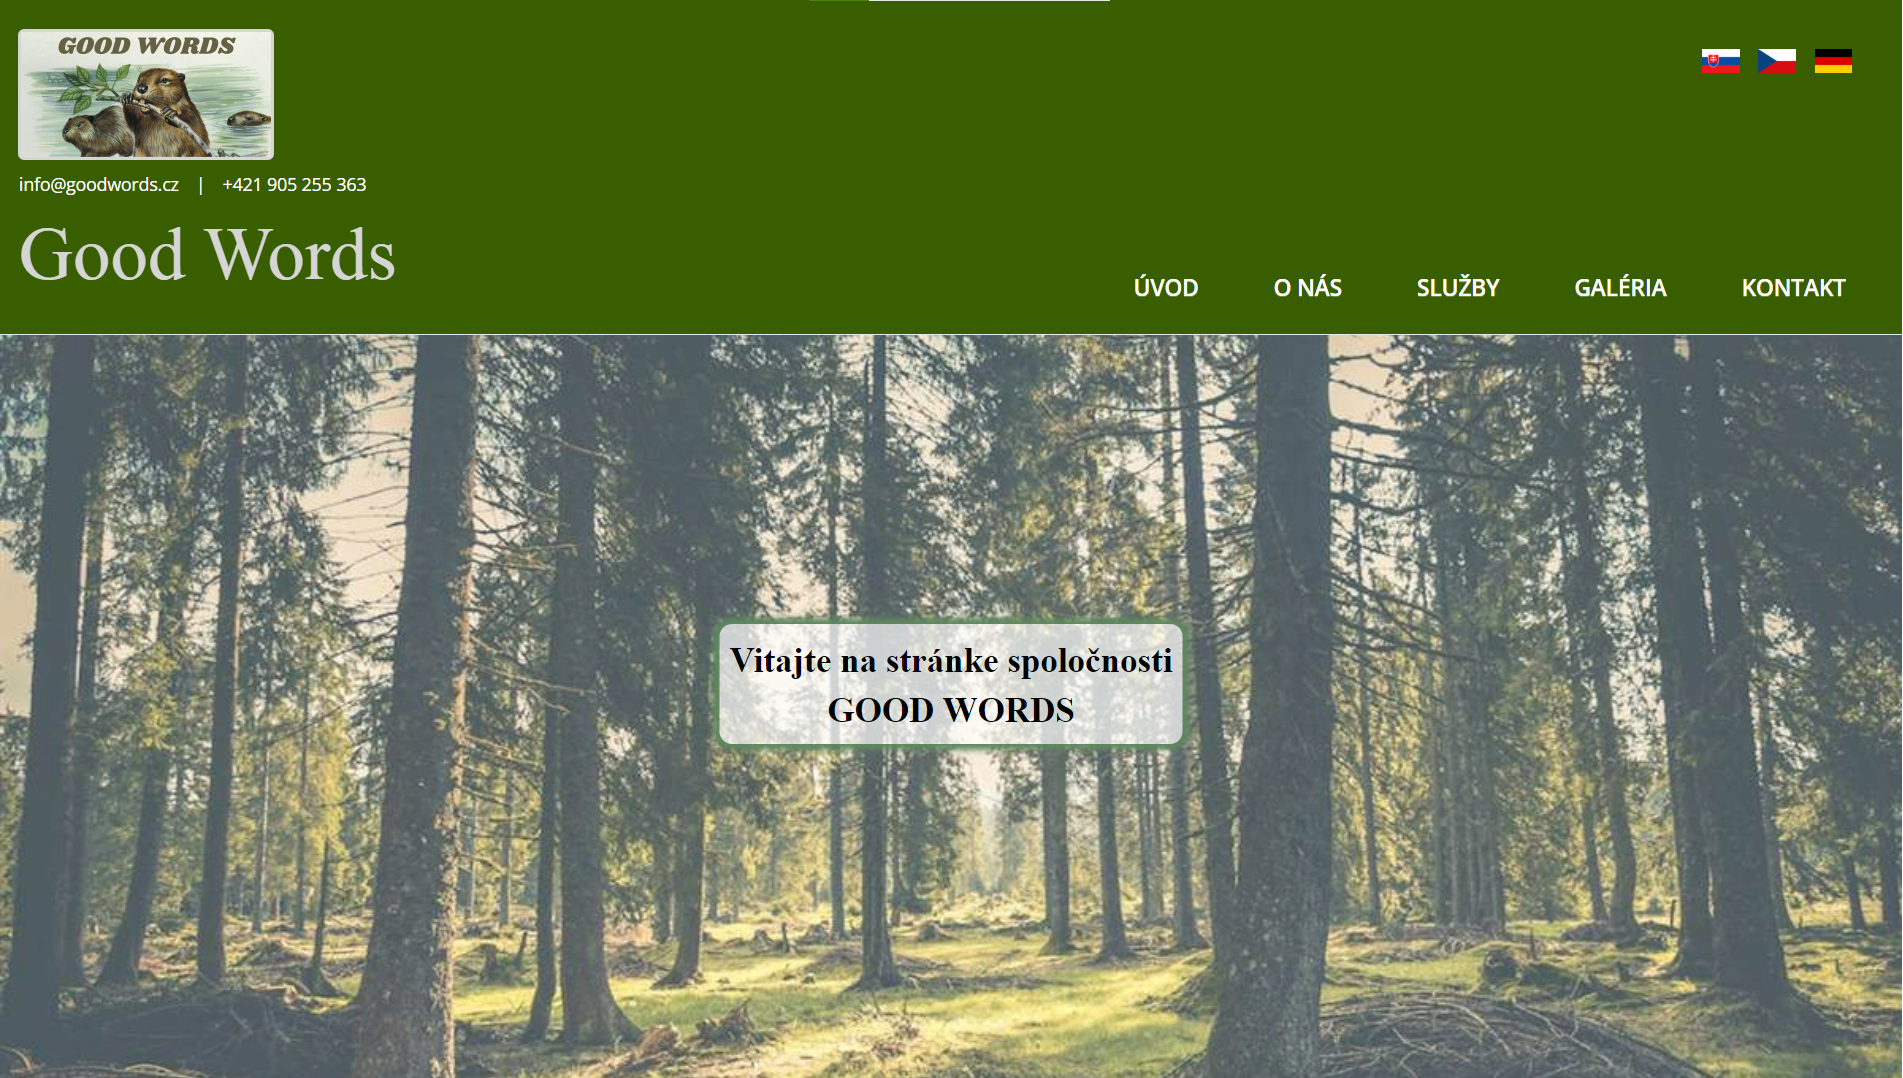 GOOD WORDS
info@goodwords.cz | +421 905 255 363
Good Words
ÚVOD O NÁS SLUŽBY GALÉRIA KONTAKT
Vitajte na stránke spoločnosti
GOOD WORDS